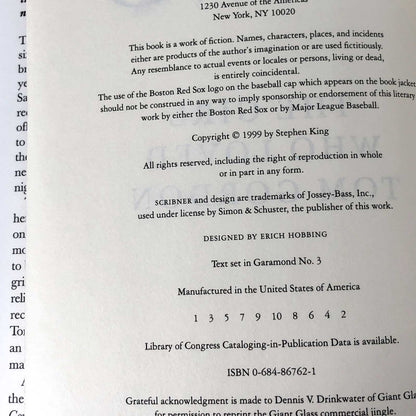 1230 Avenue of the Americas
New York, NY 10020
This book is a work of fiction. Names, characters, places, and incidents
either are products of the author's imagination or are used fictitiously.
Any resemblance to actual events or locales or persons, living or dead,
is entirely coincidental.
The use of the Boston Red Sox logo on the baseball cap which appears on the book jacket
should not be construed in any way to imply sponsorship or endorsement of this literary
work by either the Boston Red Sox or by Major League Baseball.
Copyright © 1999 by Stephen King
All rights reserved, including the right of reproduction in whole
or in part in any form.
SCRIBNER and design are trademarks of Jossey-Bass, Inc.,
used under license by Simon & Schuster, the publisher of this work.
DESIGNED BY ERICH HOBBING
Text set in Garamond No. 3
Manufactured in the United States of America
1 3 5 7 9 10 8 6 4 2
Library of Congress Cataloging-in-Publication Data is available.
ISBN 0-684-86762-1
Grateful acknowledgment is made to Dennis V. Drinkwater of Giant Gla
for permission to reprint the Giant Glass commercial jingle.